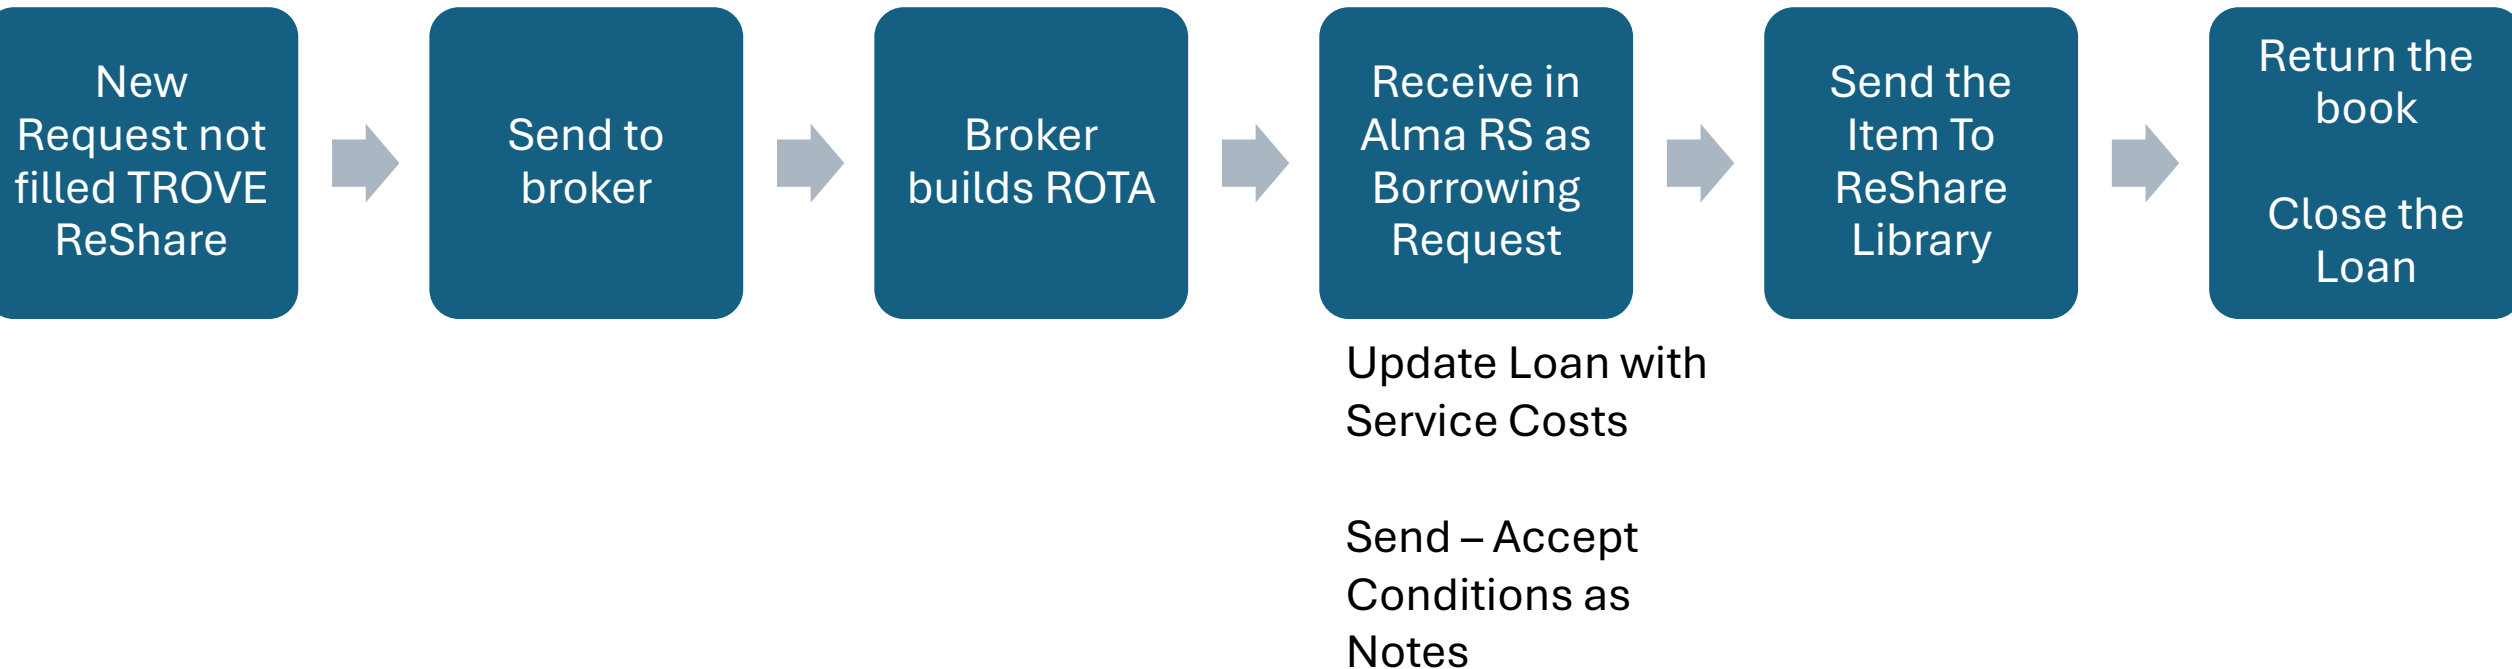 New
Request not
filled TROVE
ReShare
Send to
broker
Broker
builds ROTA
Receive in
Alma RS as
Borrowing
Request
Send the
Item To
ReShare
Library
Return the
book
Close the
Loan
Update Loan with
Service Costs
Send – Accept
Conditions as
Notes